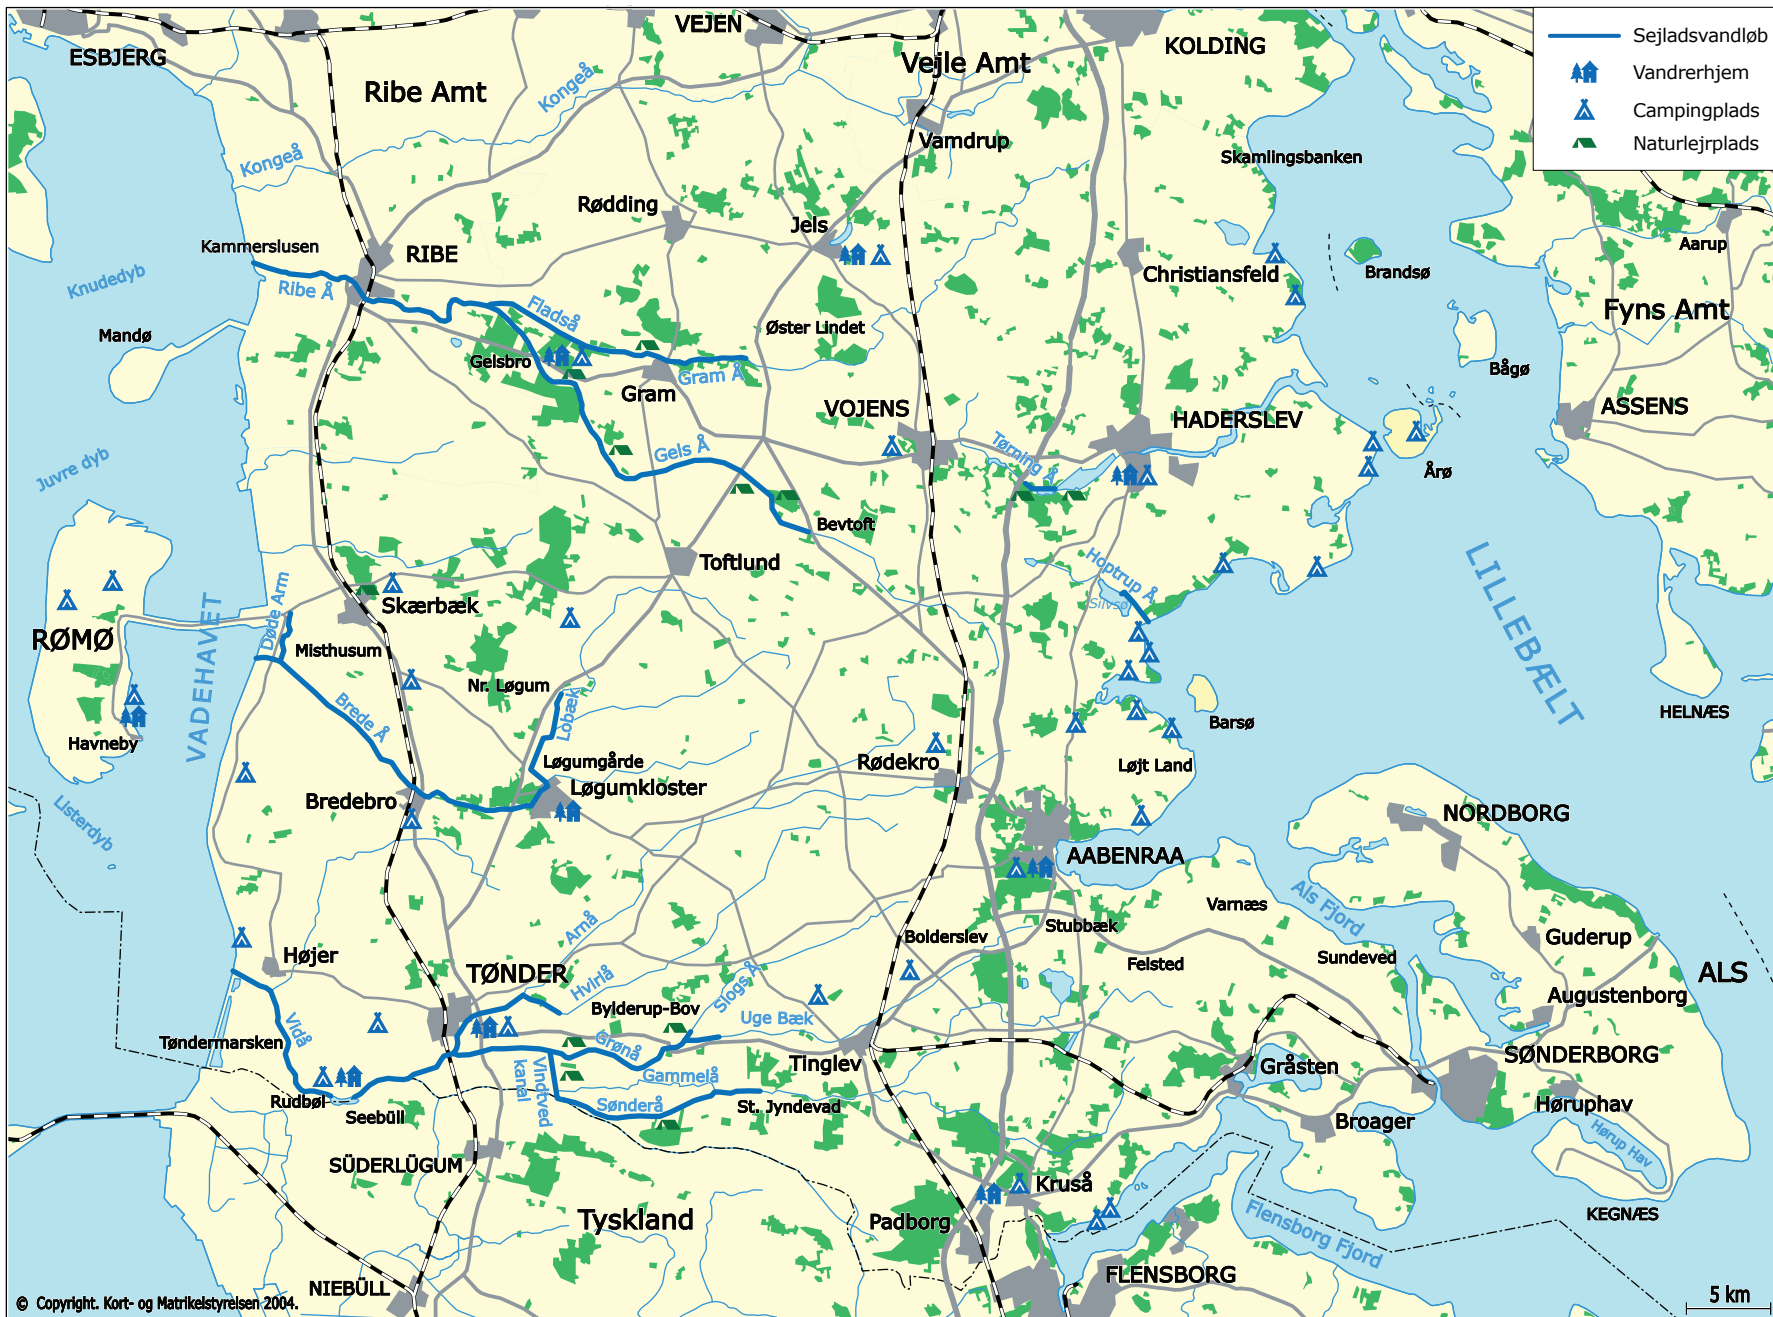 ESBJERG
VEJEN
KOLDING
Sejladsvandløb
Vandrerhjem
Campingplads
Naturlejrplads
Ribe Amt
Kongeå
Vejle Amt
Vamdrup
Skamlingsbanken
Kongeå
Rødding
Jels
Kammerslusen
RIBE
Christiansfeld
Brandsø
Aarup
Knudedyb
Ribe Å
Fladså
Øster Lindet
Fyns Amt
Mandø
Gelsbro
Gram Å
Gram
Bågø
VOJENS
HADERSLEV
ASSENS
Juvre dyb
Gels Å
Tørning Å
Årø
Bevtoft
Toftlund
Hoptrup Å
Silvsø
LILLEBÆLT
Skærbæk
Døde Arm
RØMØ
VADEHAVET
Misthusum
Nr. Løgum
Lobæk
Brede Å
Barsø
HELNÆS
Havneby
Løgumgårde
Rødekro
Løjt Land
Løgumkloster
Bredebro
Listerdyb
NORDBORG
AABENRAA
Als Fjord
Varnæs
Stubbæk
Arnå
Bolderslev
Guderup
Højer
TØNDER
Hvirlå
Slogs Å
Felsted
Sundeved
ALS
Augustenborg
Bylderup-Bov
Uge Bæk
Vidå
Tøndermarsken
Grønå
Tinglev
Gråsten
SØNDERBORG
Vindtved
kanal
Gammelå
Rudbøl
Seebüll
Sønderå
St. Jyndevad
Høruphav
Broager
Hørup Hav
SÜDERLÜGUM
Kruså
Tyskland
Padborg
KEGNÆS
Flensborg Fjord
FLENSBORG
NIEBÜLL
© Copyright. Kort- og Matrikelstyrelsen 2004.
5 km